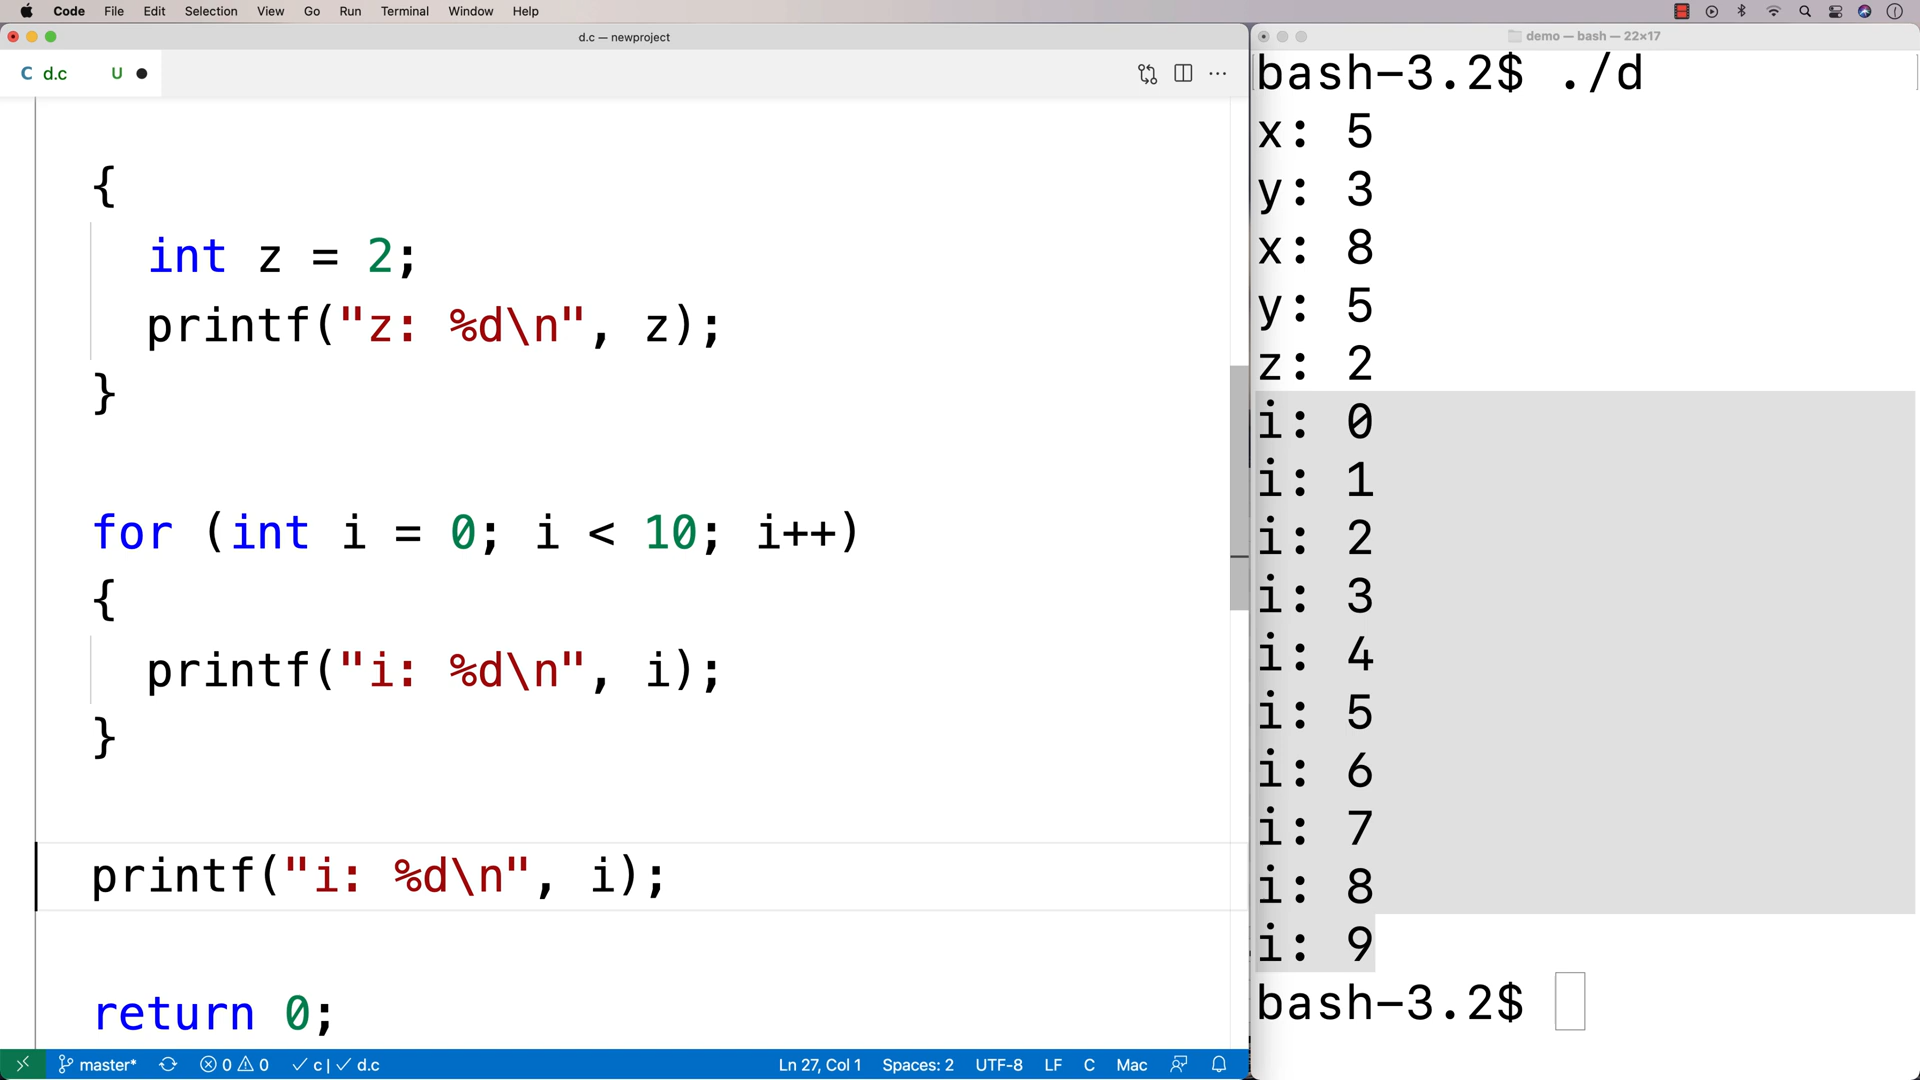 Code File Edit Selection View Go Run Terminal Window Help
d.c — newproject
C d.c U
{
int z = 2;
printf("z: %d\n", z);
}
for (int i = 0; i < 10; i++)
{
printf("i: %d\n", i);
}
printf("i: %d\n", i);
return 0;
master* 0 0 c | d.c Ln 27, Col 1 Spaces: 2 UTF-8 LF C Mac
demo — bash — 22×17
bash-3.2$ ./d
x: 5
y: 3
x: 8
y: 5
z: 2
i: 0
i: 1
i: 2
i: 3
i: 4
i: 5
i: 6
i: 7
i: 8
i: 9
bash-3.2$